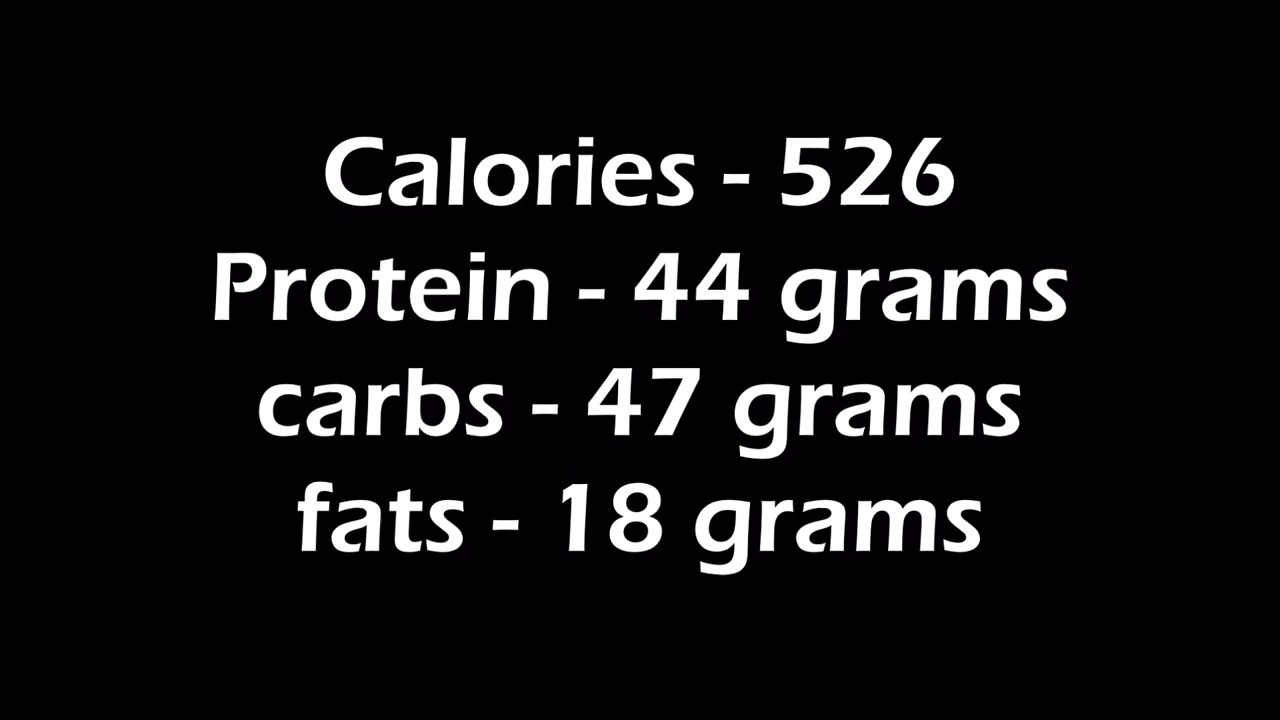 Calories - 526
Protein - 44 grams
carbs - 47 grams
fats - 18 grams